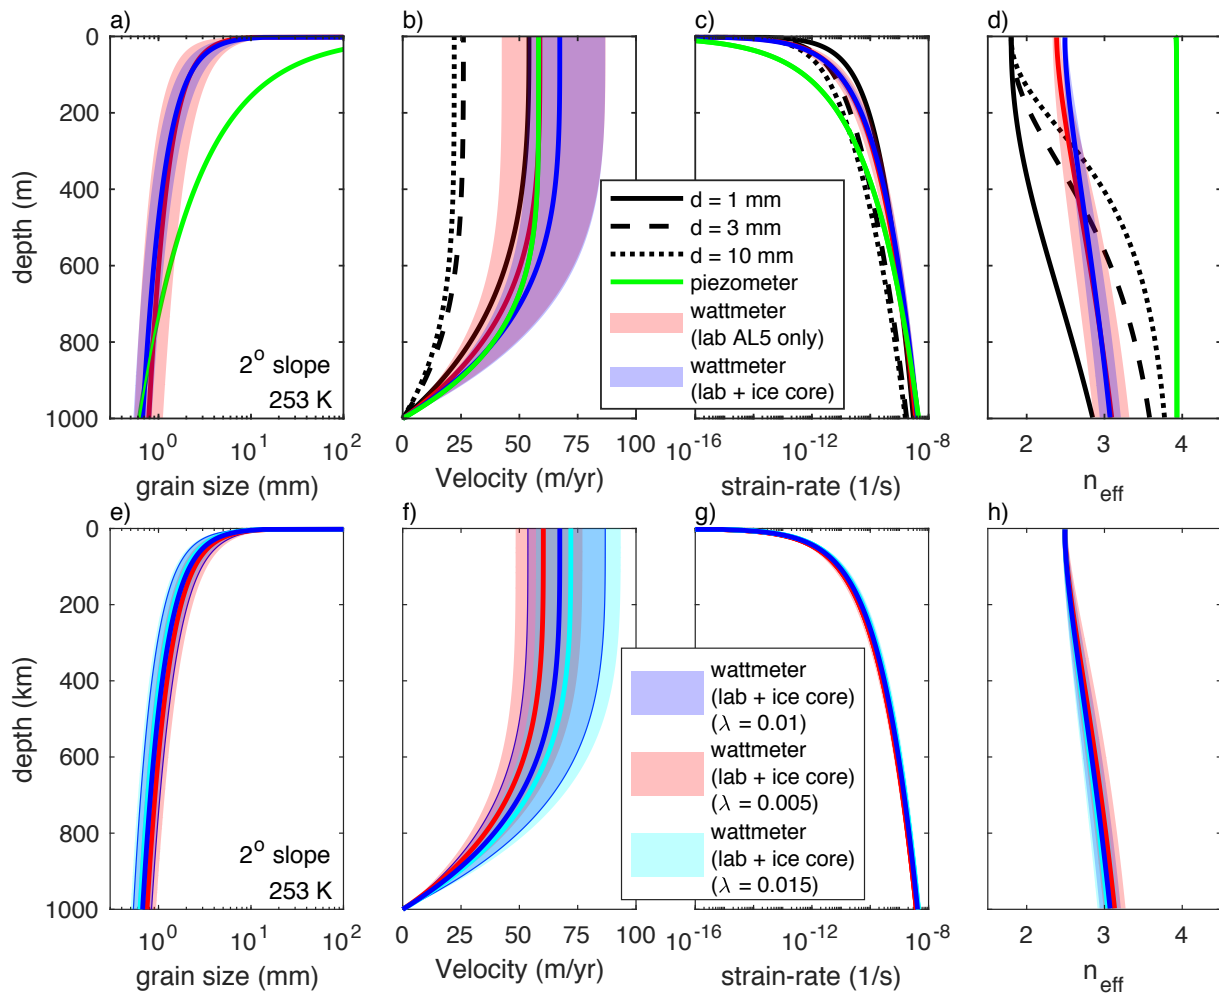 a)
b)
c)
d)
0
200
400
600
800
1000
depth (m)
2o slope
253 K
10^0
10^1
10^2
grain size (mm)
0
25
50
75
100
Velocity (m/yr)
d = 1 mm
d = 3 mm
d = 10 mm
piezometer
wattmeter
(lab AL5 only)
wattmeter
(lab + ice core)
10^-16
10^-12
10^-8
strain-rate (1/s)
2
3
4
n_eff
e)
f)
g)
h)
0
200
400
600
800
1000
depth (km)
2o slope
253 K
10^0
10^1
10^2
grain size (mm)
0
25
50
75
100
Velocity (m/yr)
wattmeter
(lab + ice core)
(λ = 0.01)
wattmeter
(lab + ice core)
(λ = 0.005)
wattmeter
(lab + ice core)
(λ = 0.015)
10^-16
10^-12
10^-8
strain-rate (1/s)
2
3
4
n_eff